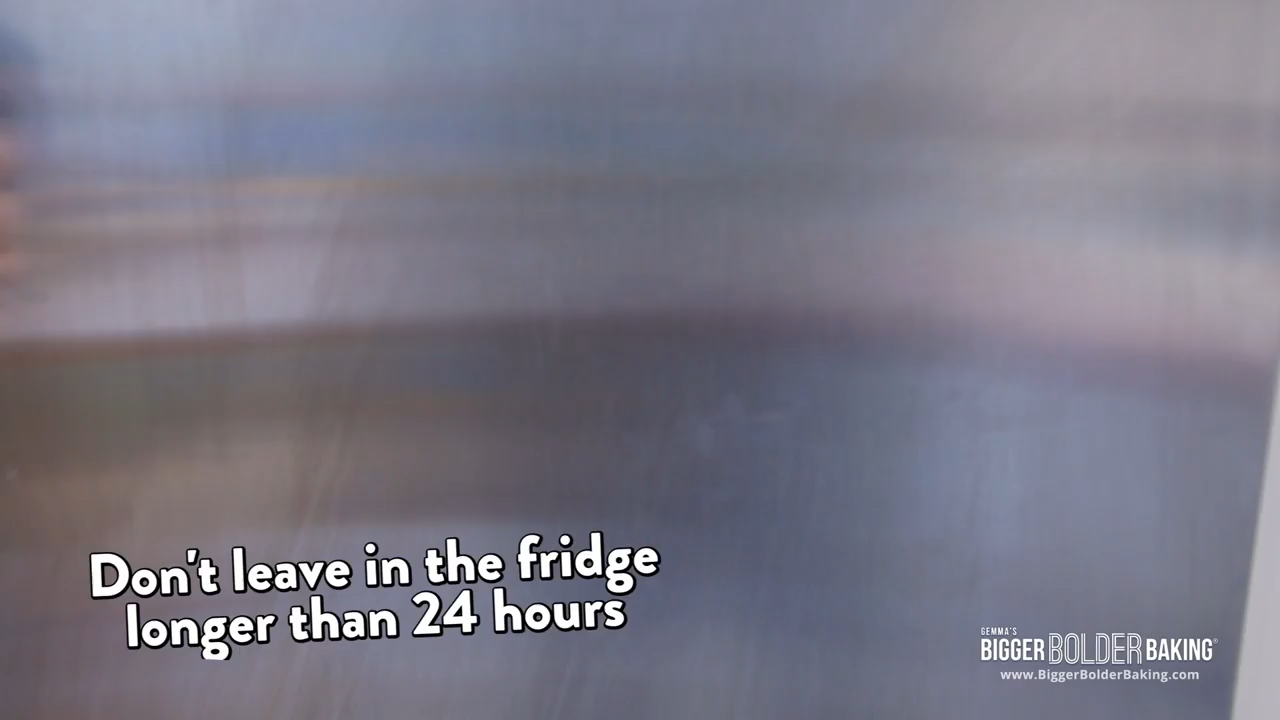 Don't leave in the fridge
longer than 24 hours
GEMMA'S
BIGGER BOLDER BAKING®
www.BiggerBolderBaking.com